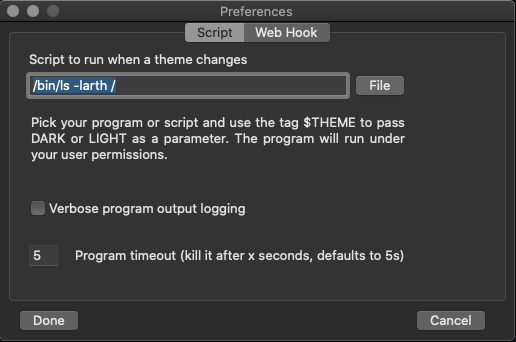 Preferences
Script Web Hook
Script to run when a theme changes
/bin/ls -larth /
File
Pick your program or script and use the tag $THEME to pass
DARK or LIGHT as a parameter. The program will run under
your user permissions.
Verbose program output logging
5 Program timeout (kill it after x seconds, defaults to 5s)
Done Cancel